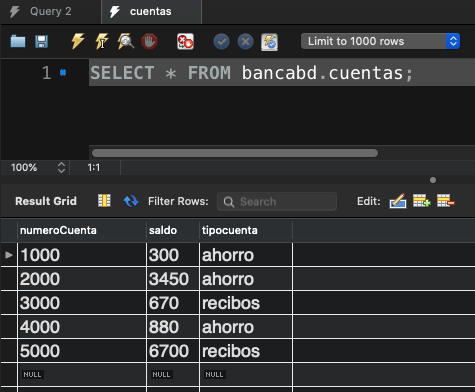 Query 2 cuentas
Limit to 1000 rows
1 SELECT * FROM bancabd.cuentas;
100% 1:1
Result Grid Filter Rows: Search Edit:
numeroCuenta saldo tipocuenta
1000 300 ahorro
2000 3450 ahorro
3000 670 recibos
4000 880 ahorro
5000 6700 recibos
NULL NULL NULL